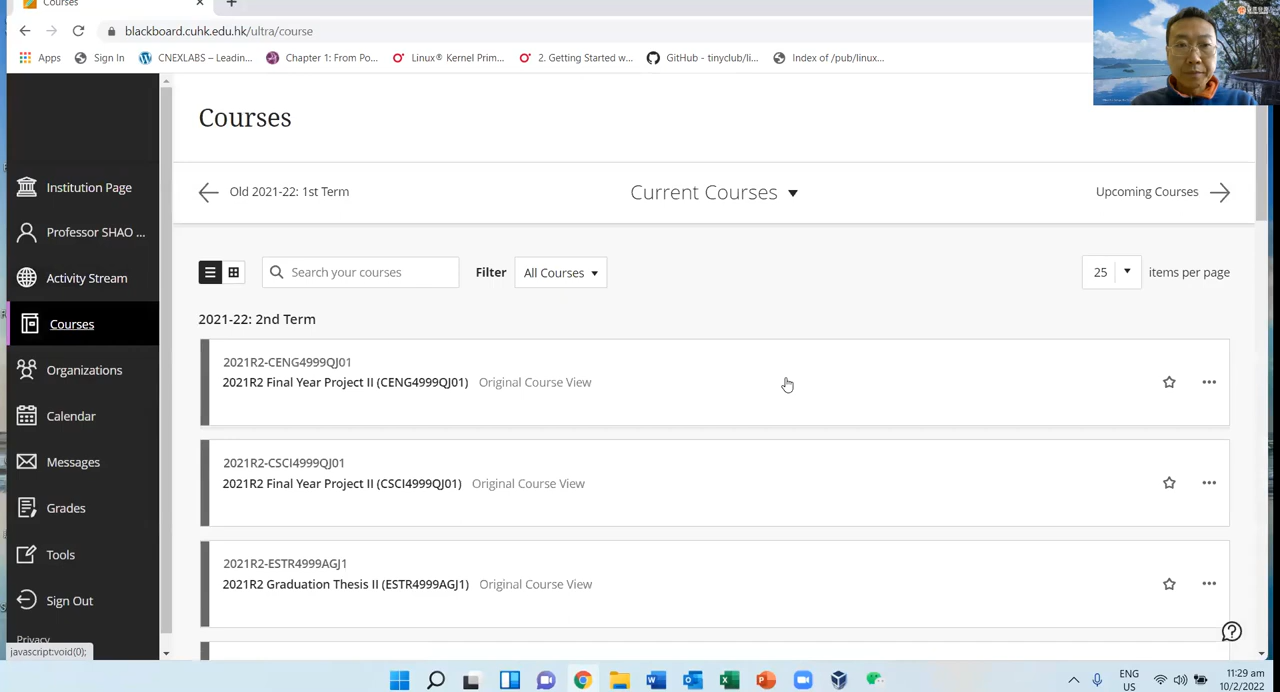 Courses
blackboard.cuhk.edu.hk/ultra/course
Apps
Sign In
CNEXLABS – Leadin...
Chapter 1: From Po...
Linux® Kernel Prim...
2. Getting Started w...
GitHub - tinyclub/li...
Index of /pub/linux...
Courses
Institution Page
Professor SHAO ...
Activity Stream
Courses
Organizations
Calendar
Messages
Grades
Tools
Sign Out
Privacy
javascript:void(0);
Old 2021-22: 1st Term
Current Courses
Upcoming Courses
Search your courses
Filter
All Courses
25
items per page
2021-22: 2nd Term
2021R2-CENG4999QJ01
2021R2 Final Year Project II (CENG4999QJ01) Original Course View
2021R2-CSCI4999QJ01
2021R2 Final Year Project II (CSCI4999QJ01) Original Course View
2021R2-ESTR4999AGJ1
2021R2 Graduation Thesis II (ESTR4999AGJ1) Original Course View
ENG
US
11:29 am
10/2/2022